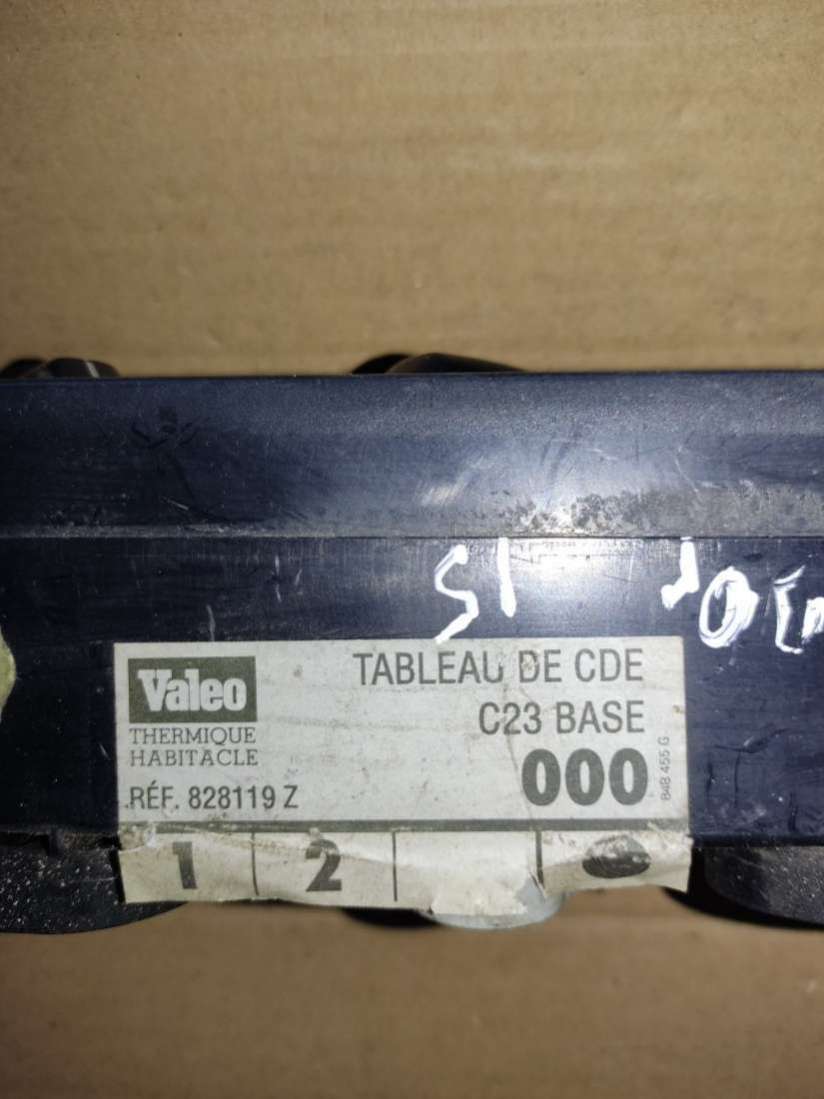 Valeo
THERMIQUE
HABITACLE
RÉF. 828119 Z
TABLEAU DE CDE
C23 BASE
000
848 455 G
1 2